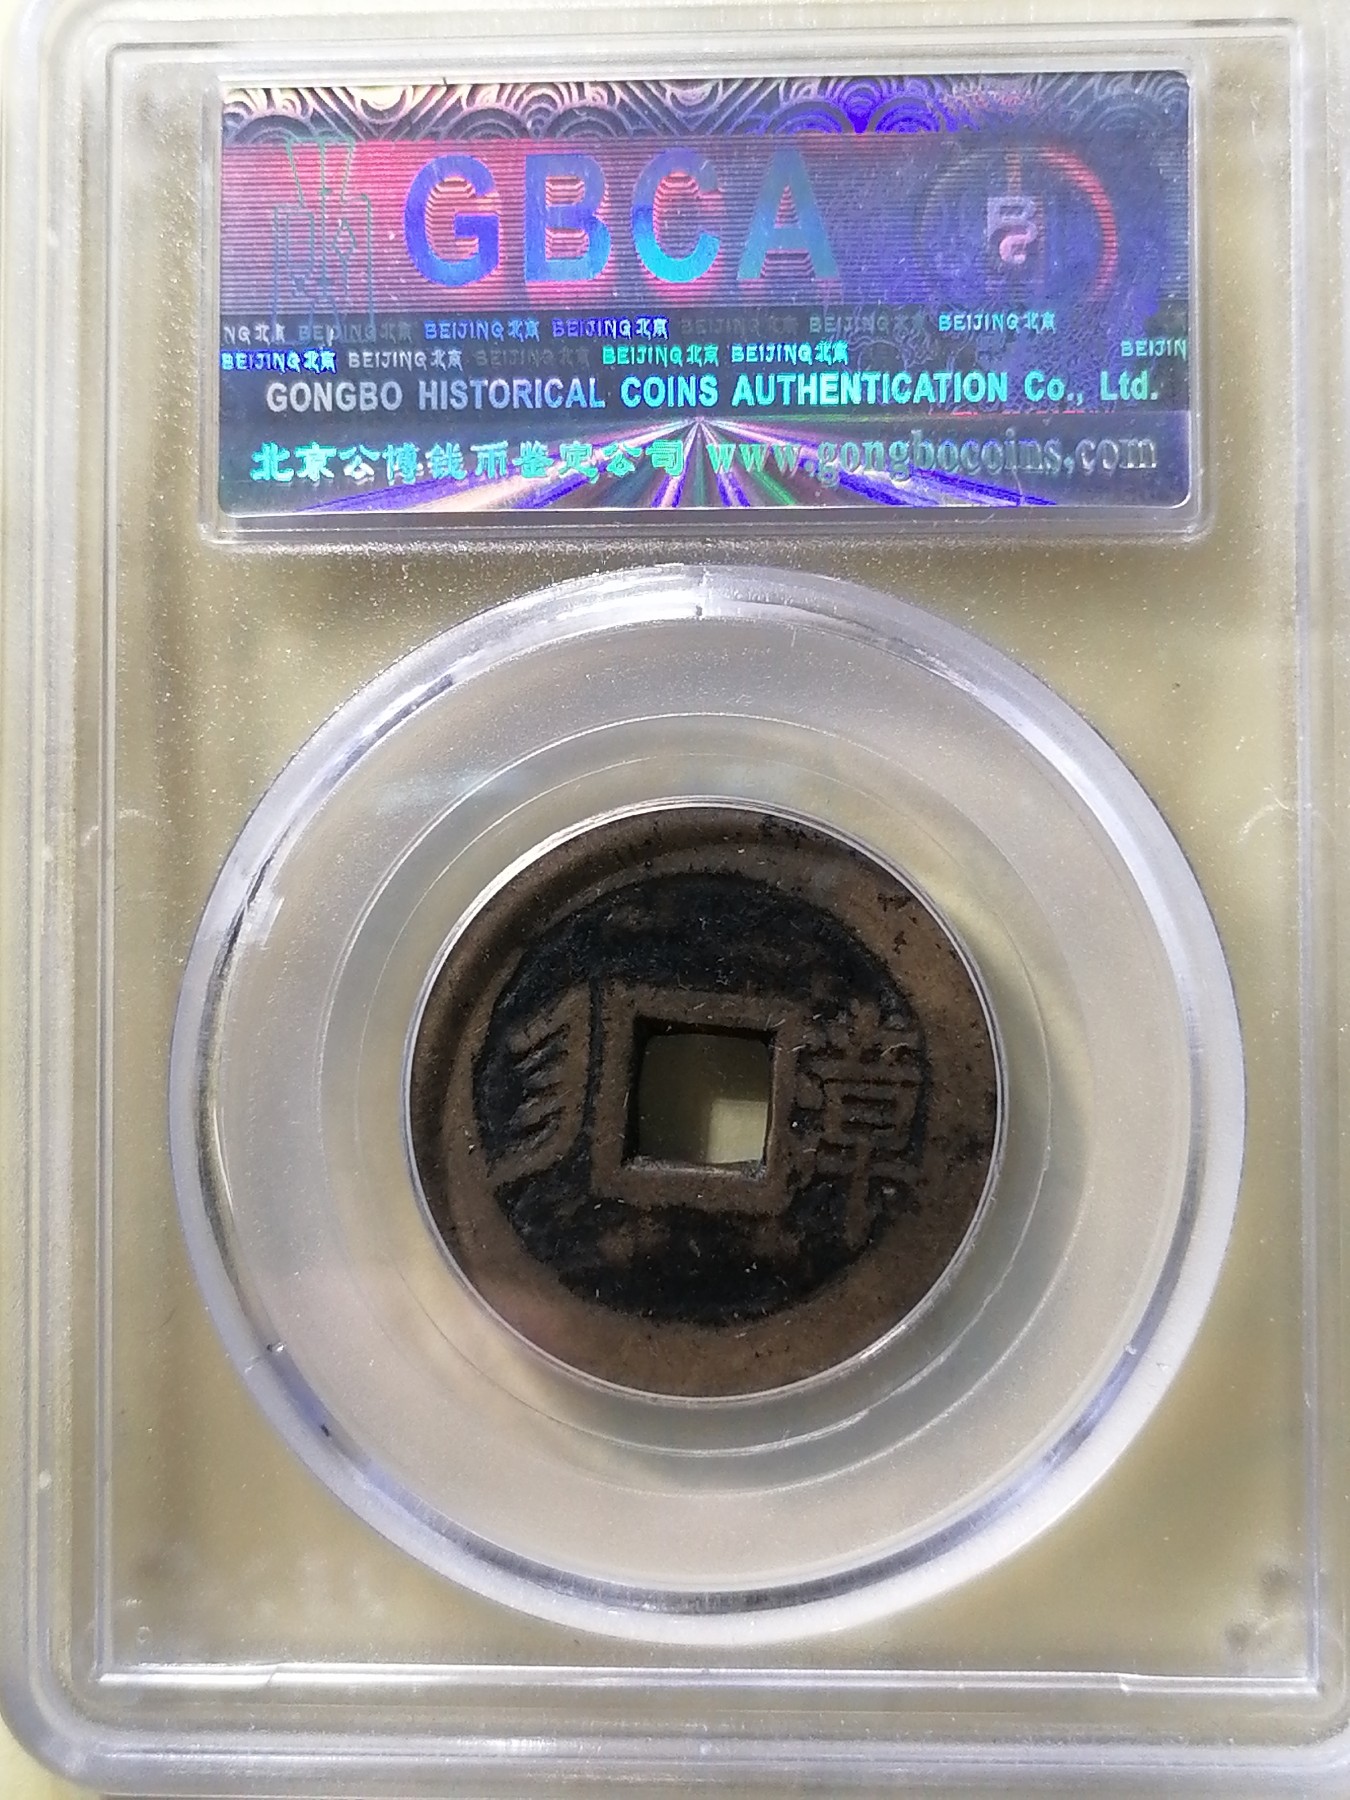 GBCA
NG北京 BEIJING北京 BEIJING北京 BEIJING北京 BEIJING北京 BEIJING北京 BEIJING北京
BEIJING北京 BEIJING北京 BEIJING北京 BEIJING北京 BEIJING北京 BEIJIN
GONGBO HISTORICAL COINS AUTHENTICATION Co., Ltd.
北京公博钱币鉴定公司 www.gongbocoins.com